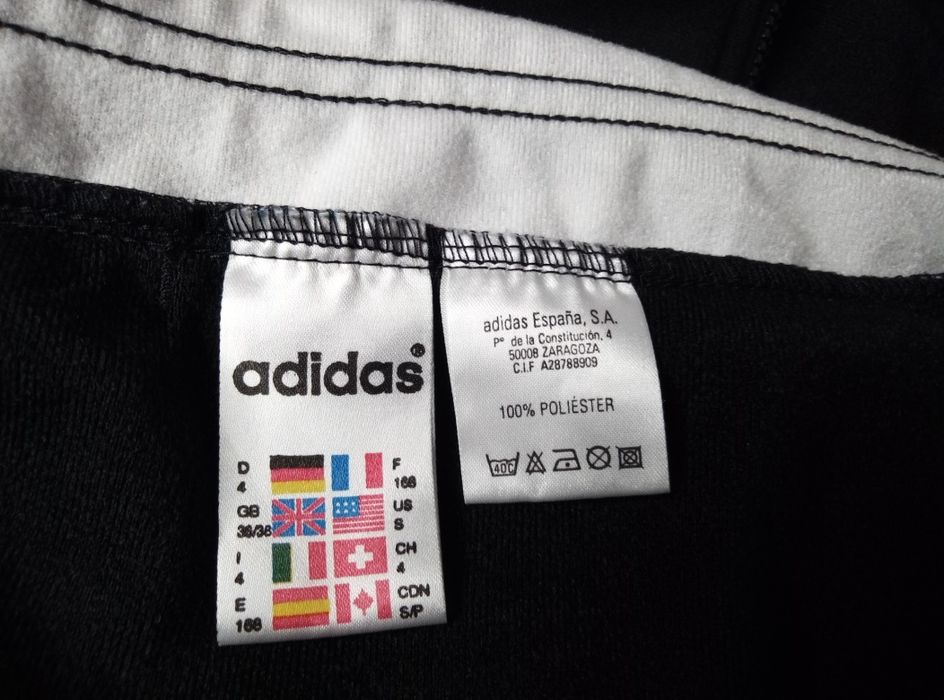 adidas®
D
4
F
168
GB
36/38
US
S
I
4
CH
4
E
168
CDN
S/P
adidas España, S.A.
Pº de la Constitución, 4
50008 ZARAGOZA
C.I.F A28788909
100% POLIÉSTER
40C